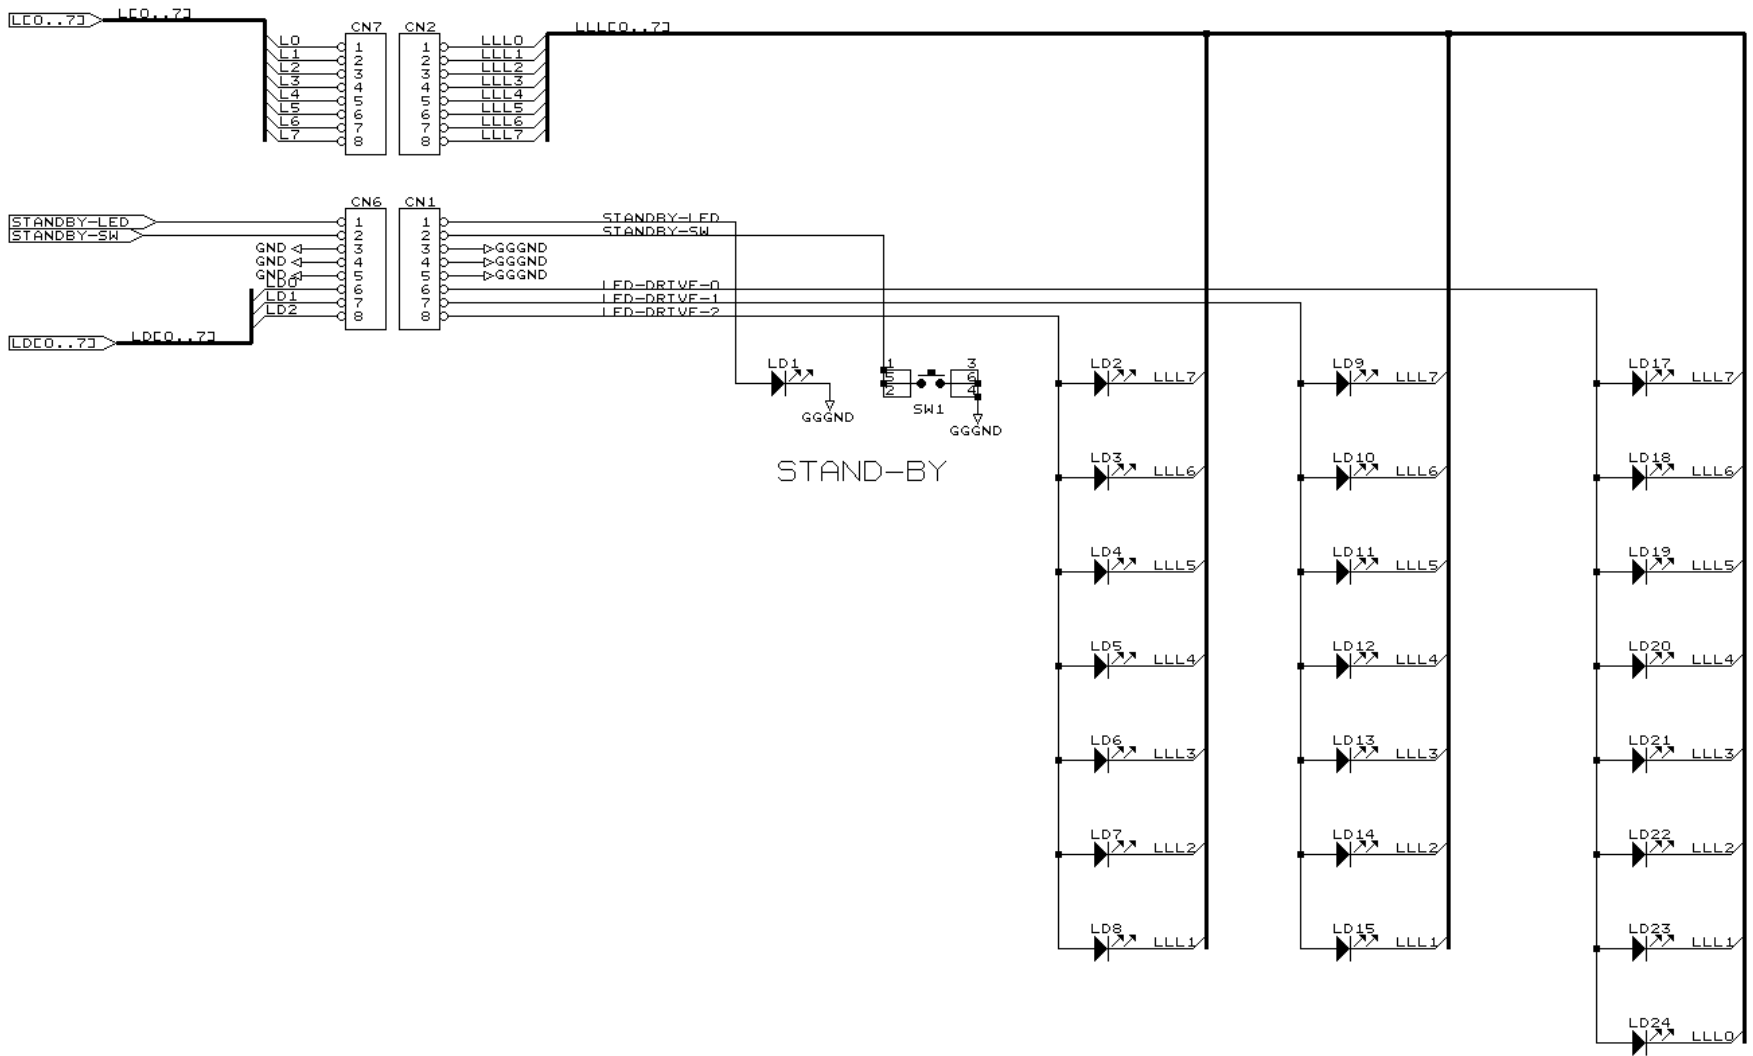 L[0..7] L[0..7] LLL[0..7]
CN7 CN2
L0 1 1 LLL0
L1 2 2 LLL1
L2 3 3 LLL2
L3 4 4 LLL3
L4 5 5 LLL4
L5 6 6 LLL5
L6 7 7 LLL6
L7 8 8 LLL7
CN6 CN1
STANDBY-LED 1 1 STANDBY-LED
STANDBY-SW 2 2 STANDBY-SW
GND 3 3 GGGND
GND 4 4 GGGND
GND 5 5 GGGND
LD0 6 6 LED-DRIVE-0
LD1 7 7 LED-DRIVE-1
LD2 8 8 LED-DRIVE-2
LD[0..7] LD[0..7]
LD1 1 3 LD2 LD9 LD17
5 6 LLL7 LLL7 LLL7
2 4
SW1
GGGND
GGGND
STAND-BY
LD3 LD10 LD18
LLL6 LLL6 LLL6
LD4 LD11 LD19
LLL5 LLL5 LLL5
LD5 LD12 LD20
LLL4 LLL4 LLL4
LD6 LD13 LD21
LLL3 LLL3 LLL3
LD7 LD14 LD22
LLL2 LLL2 LLL2
LD8 LD15 LD23
LLL1 LLL1 LLL1
LD24
LLL0